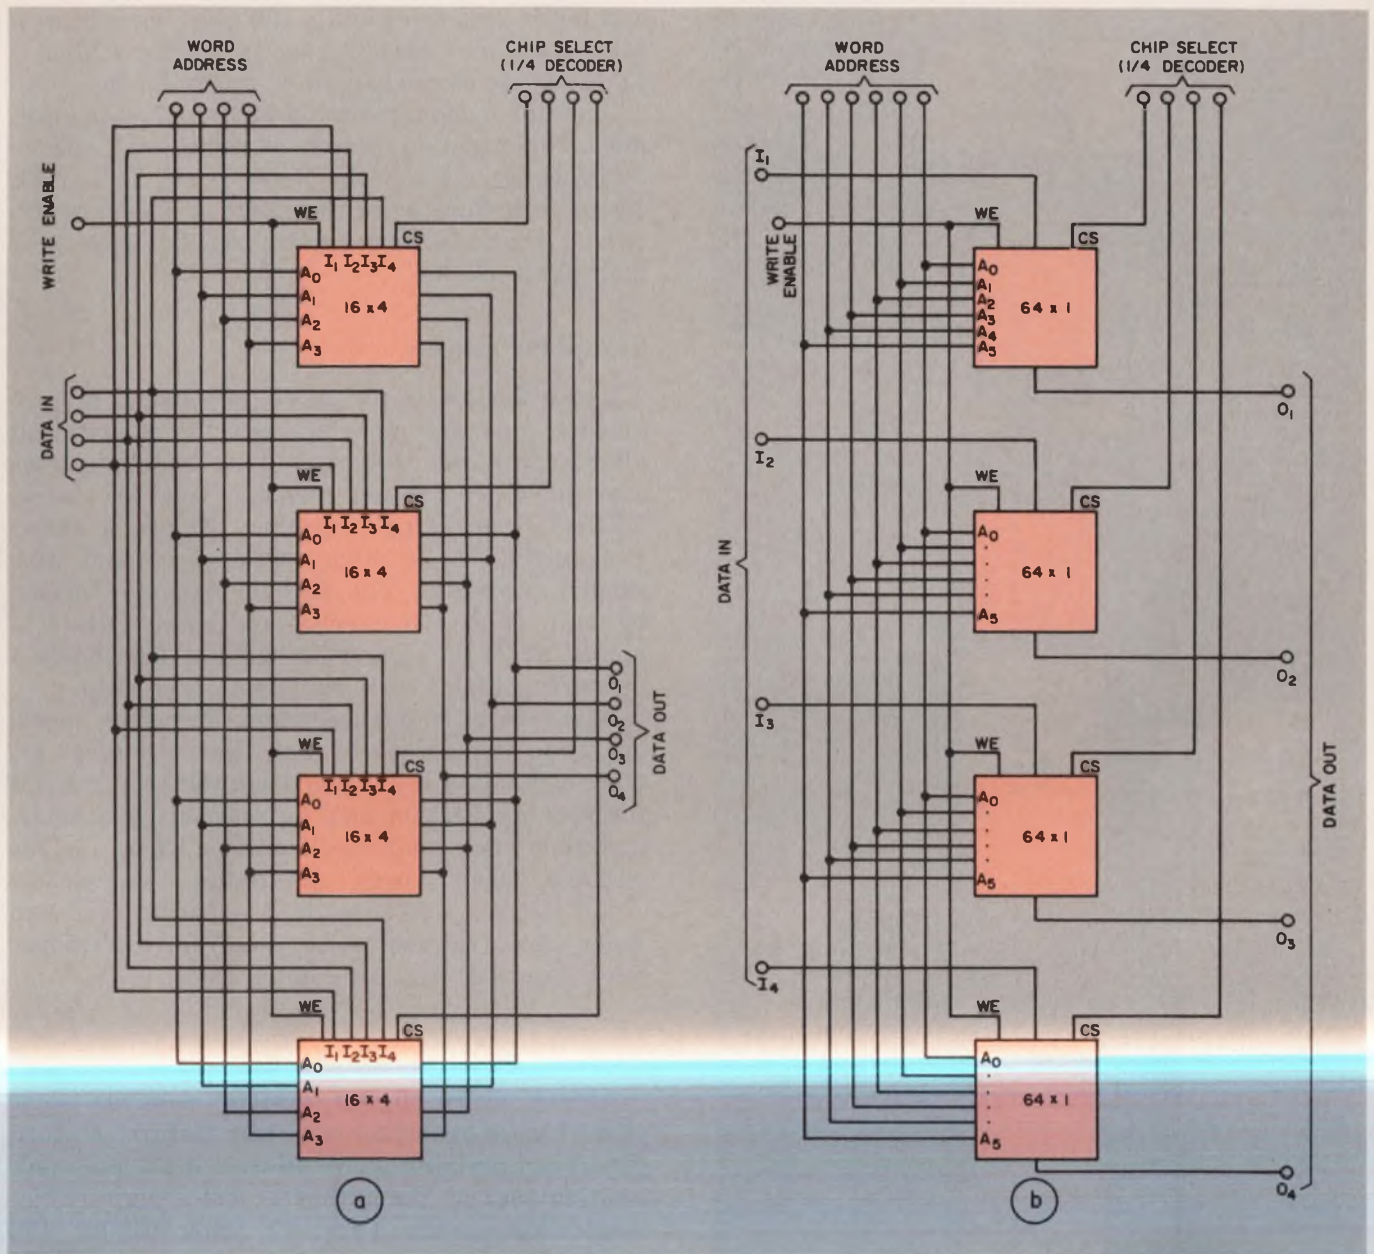 WORD
ADDRESS
CHIP SELECT
(1/4 DECODER)
WRITE ENABLE
WE
CS
I1 I2 I3 I4
A0
A1
16 x 4
A2
A3
DATA IN
WE
CS
I1 I2 I3 I4
A0
A1
16 x 4
A2
A3
O1
O2
O3
O4
DATA OUT
WE
CS
I1 I2 I3 I4
A0
A1
16 x 4
A2
A3
WE
CS
I1 I2 I3 I4
A0
A1
16 x 4
A2
A3
a
WORD
ADDRESS
CHIP SELECT
(1/4 DECODER)
I1
WRITE
ENABLE
WE
CS
A0
A1
A2
64 x 1
A3
A4
A5
O1
I2
WE
CS
A0
64 x 1
A5
O2
DATA IN
I3
WE
CS
A0
64 x 1
A5
O3
DATA OUT
I4
WE
CS
A0
64 x 1
A5
O4
b